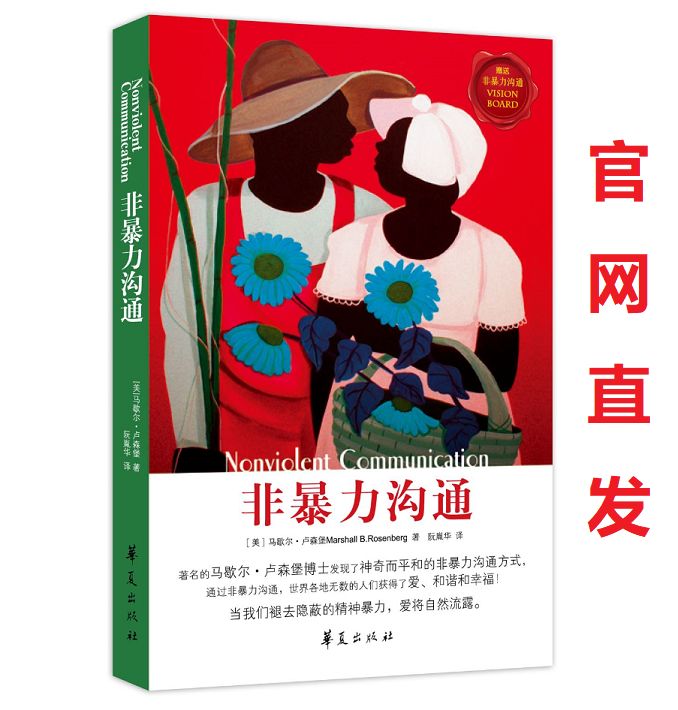 Nonviolent
Communication
非暴力沟通
[美]马歇尔·卢森堡 著
阮胤华 译
华夏出版社
赠送
非暴力沟通
VISION
BOARD
Nonviolent Communication
非暴力沟通
[美]马歇尔·卢森堡Marshall B.Rosenberg 著 阮胤华 译
著名的马歇尔·卢森堡博士发现了神奇而平和的非暴力沟通方式，
通过非暴力沟通，世界各地无数的人们获得了爱、和谐和幸福！
当我们褪去隐蔽的精神暴力，爱将自然流露。
華夏出版社
官
网
直
发